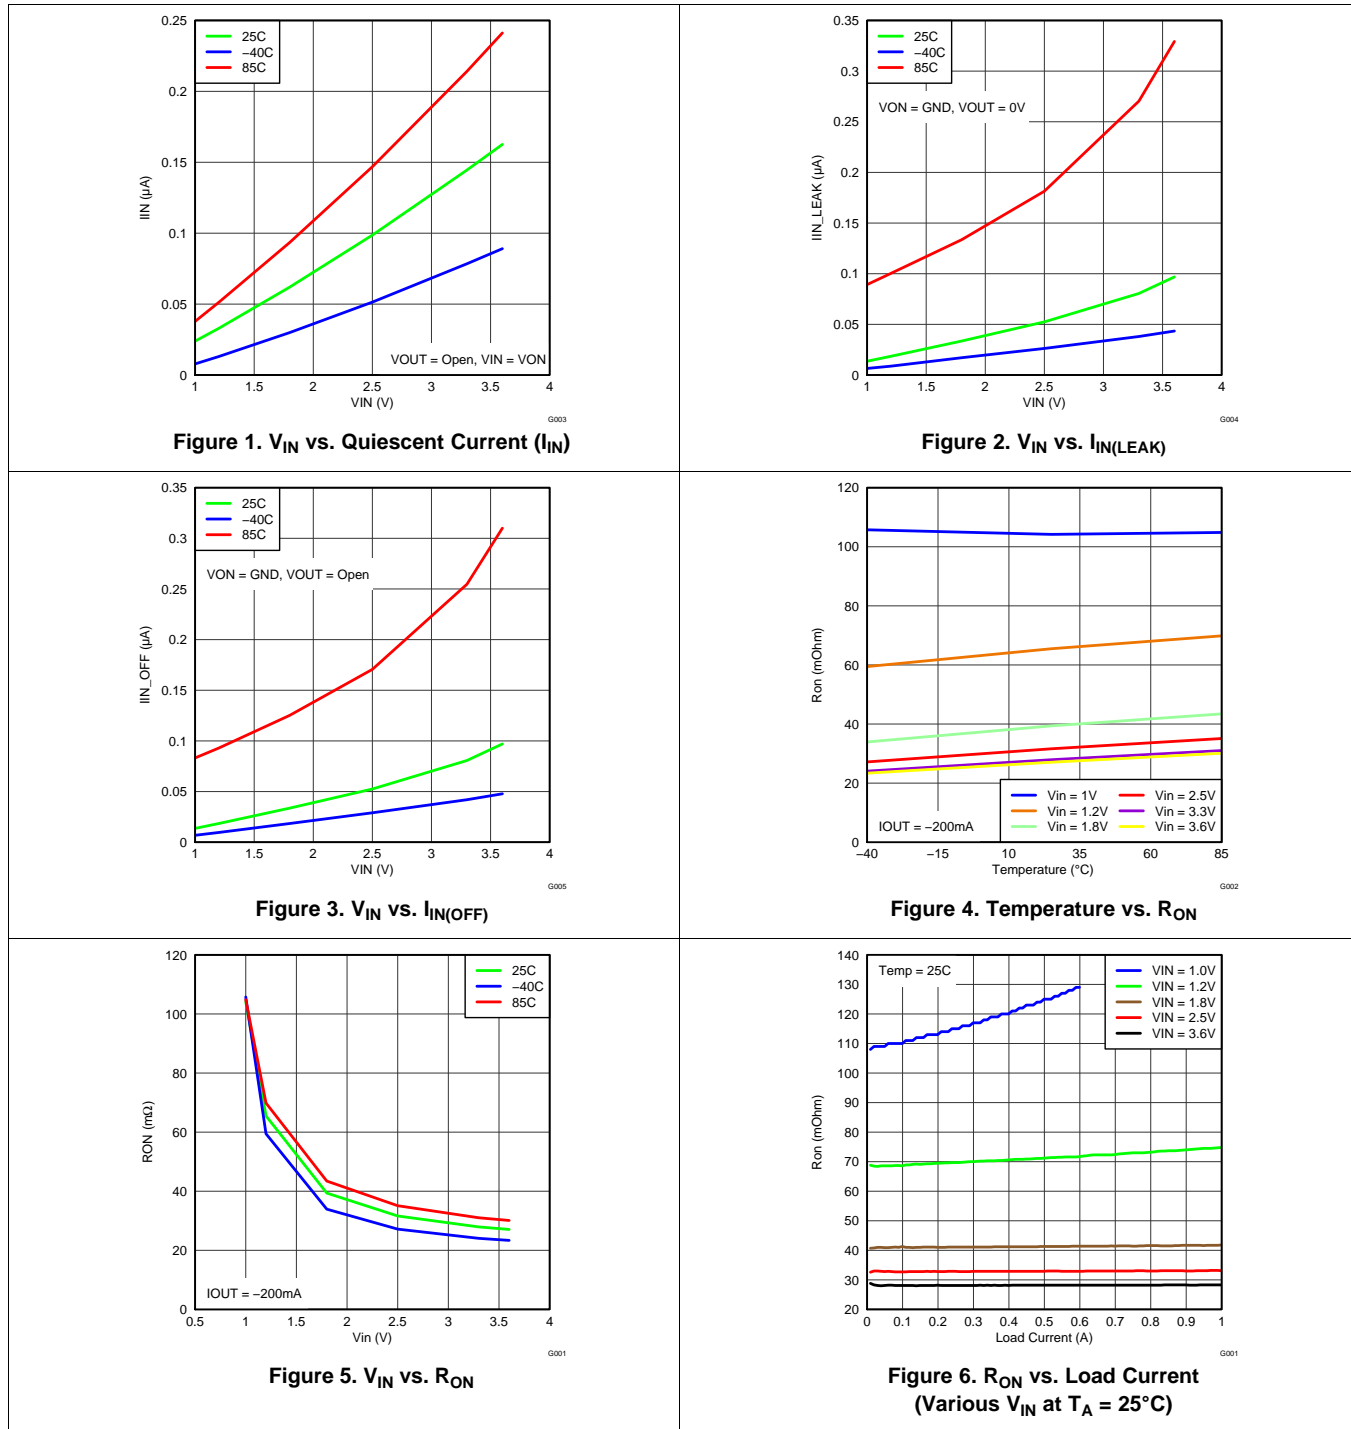 0.25
0.2
0.15
0.1
0.05
0
IIN (µA)
25C
−40C
85C
VOUT = Open, VIN = VON
1 1.5 2 2.5 3 3.5 4
VIN (V)
G003
Figure 1. VIN vs. Quiescent Current (IIN)
0.35
0.3
0.25
0.2
0.15
0.1
0.05
0
IIN_LEAK (µA)
25C
−40C
85C
VON = GND, VOUT = 0V
1 1.5 2 2.5 3 3.5 4
VIN (V)
G004
Figure 2. VIN vs. IIN(LEAK)
0.35
0.3
0.25
0.2
0.15
0.1
0.05
0
IIN_OFF (µA)
25C
−40C
85C
VON = GND, VOUT = Open
1 1.5 2 2.5 3 3.5 4
VIN (V)
G005
Figure 3. VIN vs. IIN(OFF)
120
100
80
60
40
20
0
Ron (mOhm)
IOUT = −200mA
Vin = 1V
Vin = 1.2V
Vin = 1.8V
Vin = 2.5V
Vin = 3.3V
Vin = 3.6V
−40 −15 10 35 60 85
Temperature (°C)
G002
Figure 4. Temperature vs. RON
120
100
80
60
40
20
0
RON (mΩ)
25C
−40C
85C
IOUT = −200mA
0.5 1 1.5 2 2.5 3 3.5 4
Vin (V)
G001
Figure 5. VIN vs. RON
140
130
120
110
100
90
80
70
60
50
40
30
20
Ron (mOhm)
Temp = 25C
VIN = 1.0V
VIN = 1.2V
VIN = 1.8V
VIN = 2.5V
VIN = 3.6V
0 0.1 0.2 0.3 0.4 0.5 0.6 0.7 0.8 0.9 1
Load Current (A)
G001
Figure 6. RON vs. Load Current
(Various VIN at TA = 25°C)